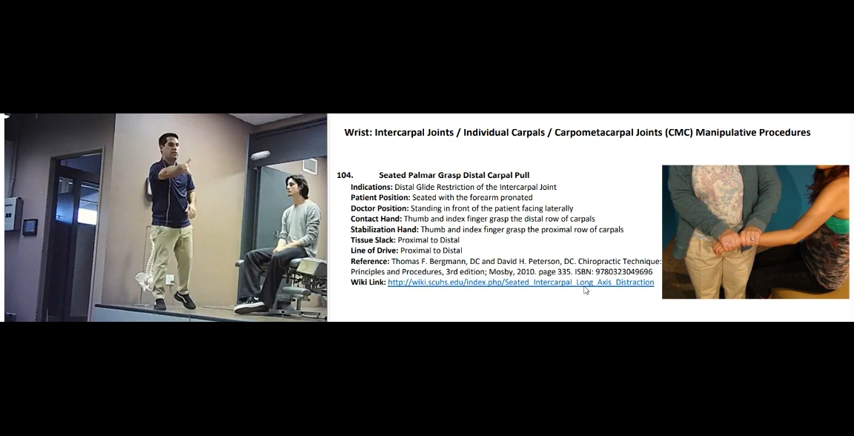 Wrist: Intercarpal Joints / Individual Carpals / Carpometacarpal Joints (CMC) Manipulative Procedures
104. Seated Palmar Grasp Distal Carpal Pull
Indications: Distal Glide Restriction of the Intercarpal Joint
Patient Position: Seated with the forearm pronated
Doctor Position: Standing in front of the patient facing laterally
Contact Hand: Thumb and index finger grasp the distal row of carpals
Stabilization Hand: Thumb and index finger grasp the proximal row of carpals
Tissue Slack: Proximal to Distal
Line of Drive: Proximal to Distal
Reference: Thomas F. Bergmann, DC and David H. Peterson, DC. Chiropractic Technique:
Principles and Procedures, 3rd edition; Mosby, 2010. page 335. ISBN: 9780323049696
Wiki Link: http://wiki.scuhs.edu/index.php/Seated_Intercarpal_Long_Axis_Distraction